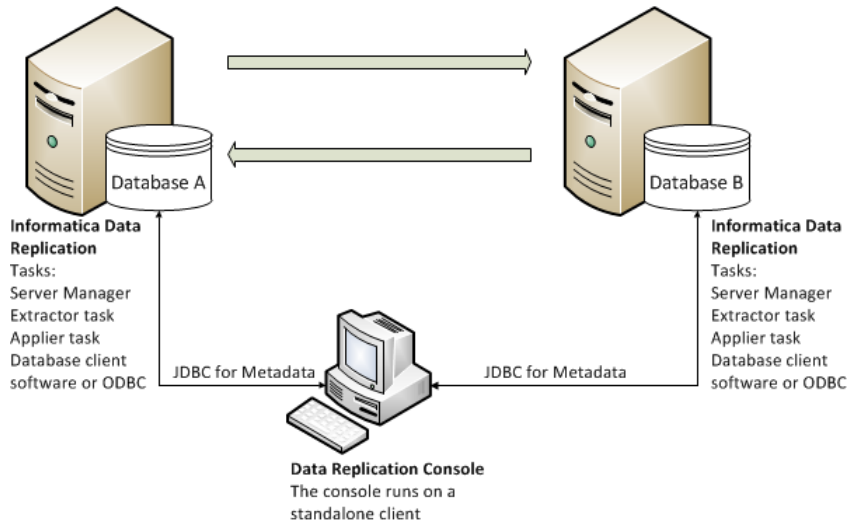 Database A
Database B
Informatica Data
Replication
Tasks:
Server Manager
Extractor task
Applier task
Database client
software or ODBC
Informatica Data
Replication
Tasks:
Server Manager
Extractor task
Applier task
Database client
software or ODBC
JDBC for Metadata
JDBC for Metadata
Data Replication Console
The console runs on a
standalone client